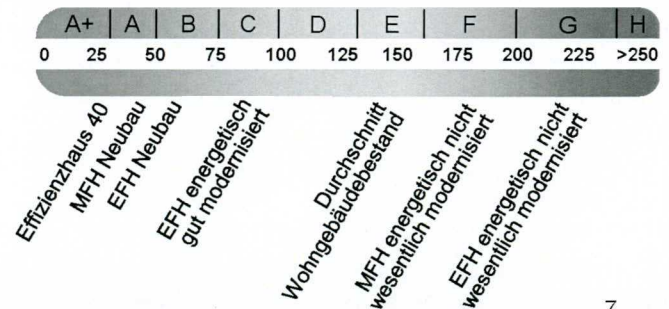 A+ A B C D E F G H
0 25 50 75 100 125 150 175 200 225 >250
Effizienzhaus 40
MFH Neubau
EFH Neubau
EFH energetisch
gut modernisiert
Durchschnitt
Wohngebäudebestand
MFH energetisch nicht
wesentlich modernisiert
EFH energetisch nicht
wesentlich modernisiert
7